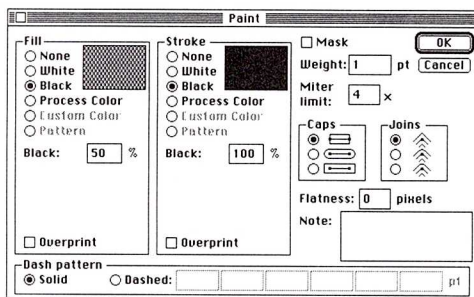 Paint
Fill
None
White
Black
Process Color
Custom Color
Pattern
Black: 50 %
Overprint
Stroke
None
White
Black
Process Color
Custom Color
Pattern
Black: 100 %
Overprint
Mask
OK
Weight: 1 pt
Cancel
Miter
limit: 4 ×
Caps
Joins
Flatness: 0 pixels
Note:
Dash pattern
Solid
Dashed:
pt